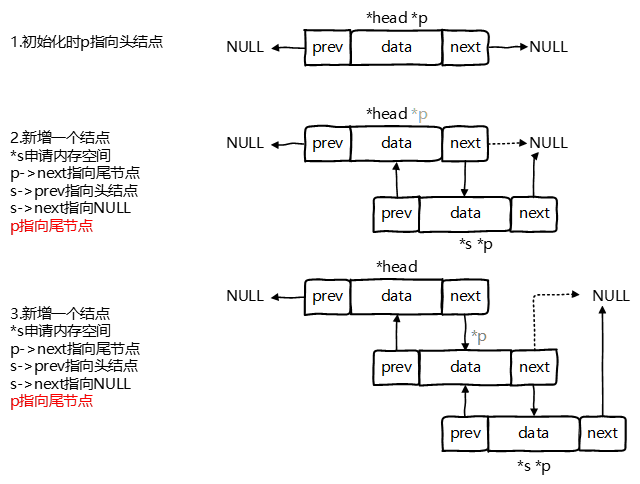 *head *p
1.初始化时p指向头结点
NULL prev data next NULL
*head *p
2.新增一个结点
NULL prev data next NULL
*s申请内存空间
p->next指向尾节点
s->prev指向头结点
s->next指向NULL
prev data next
p指向尾节点
*s *p
*head
NULL prev data next NULL
3.新增一个结点
*s申请内存空间
*p
p->next指向尾节点
s->prev指向头结点
prev data next
s->next指向NULL
p指向尾节点
prev data next
*s *p